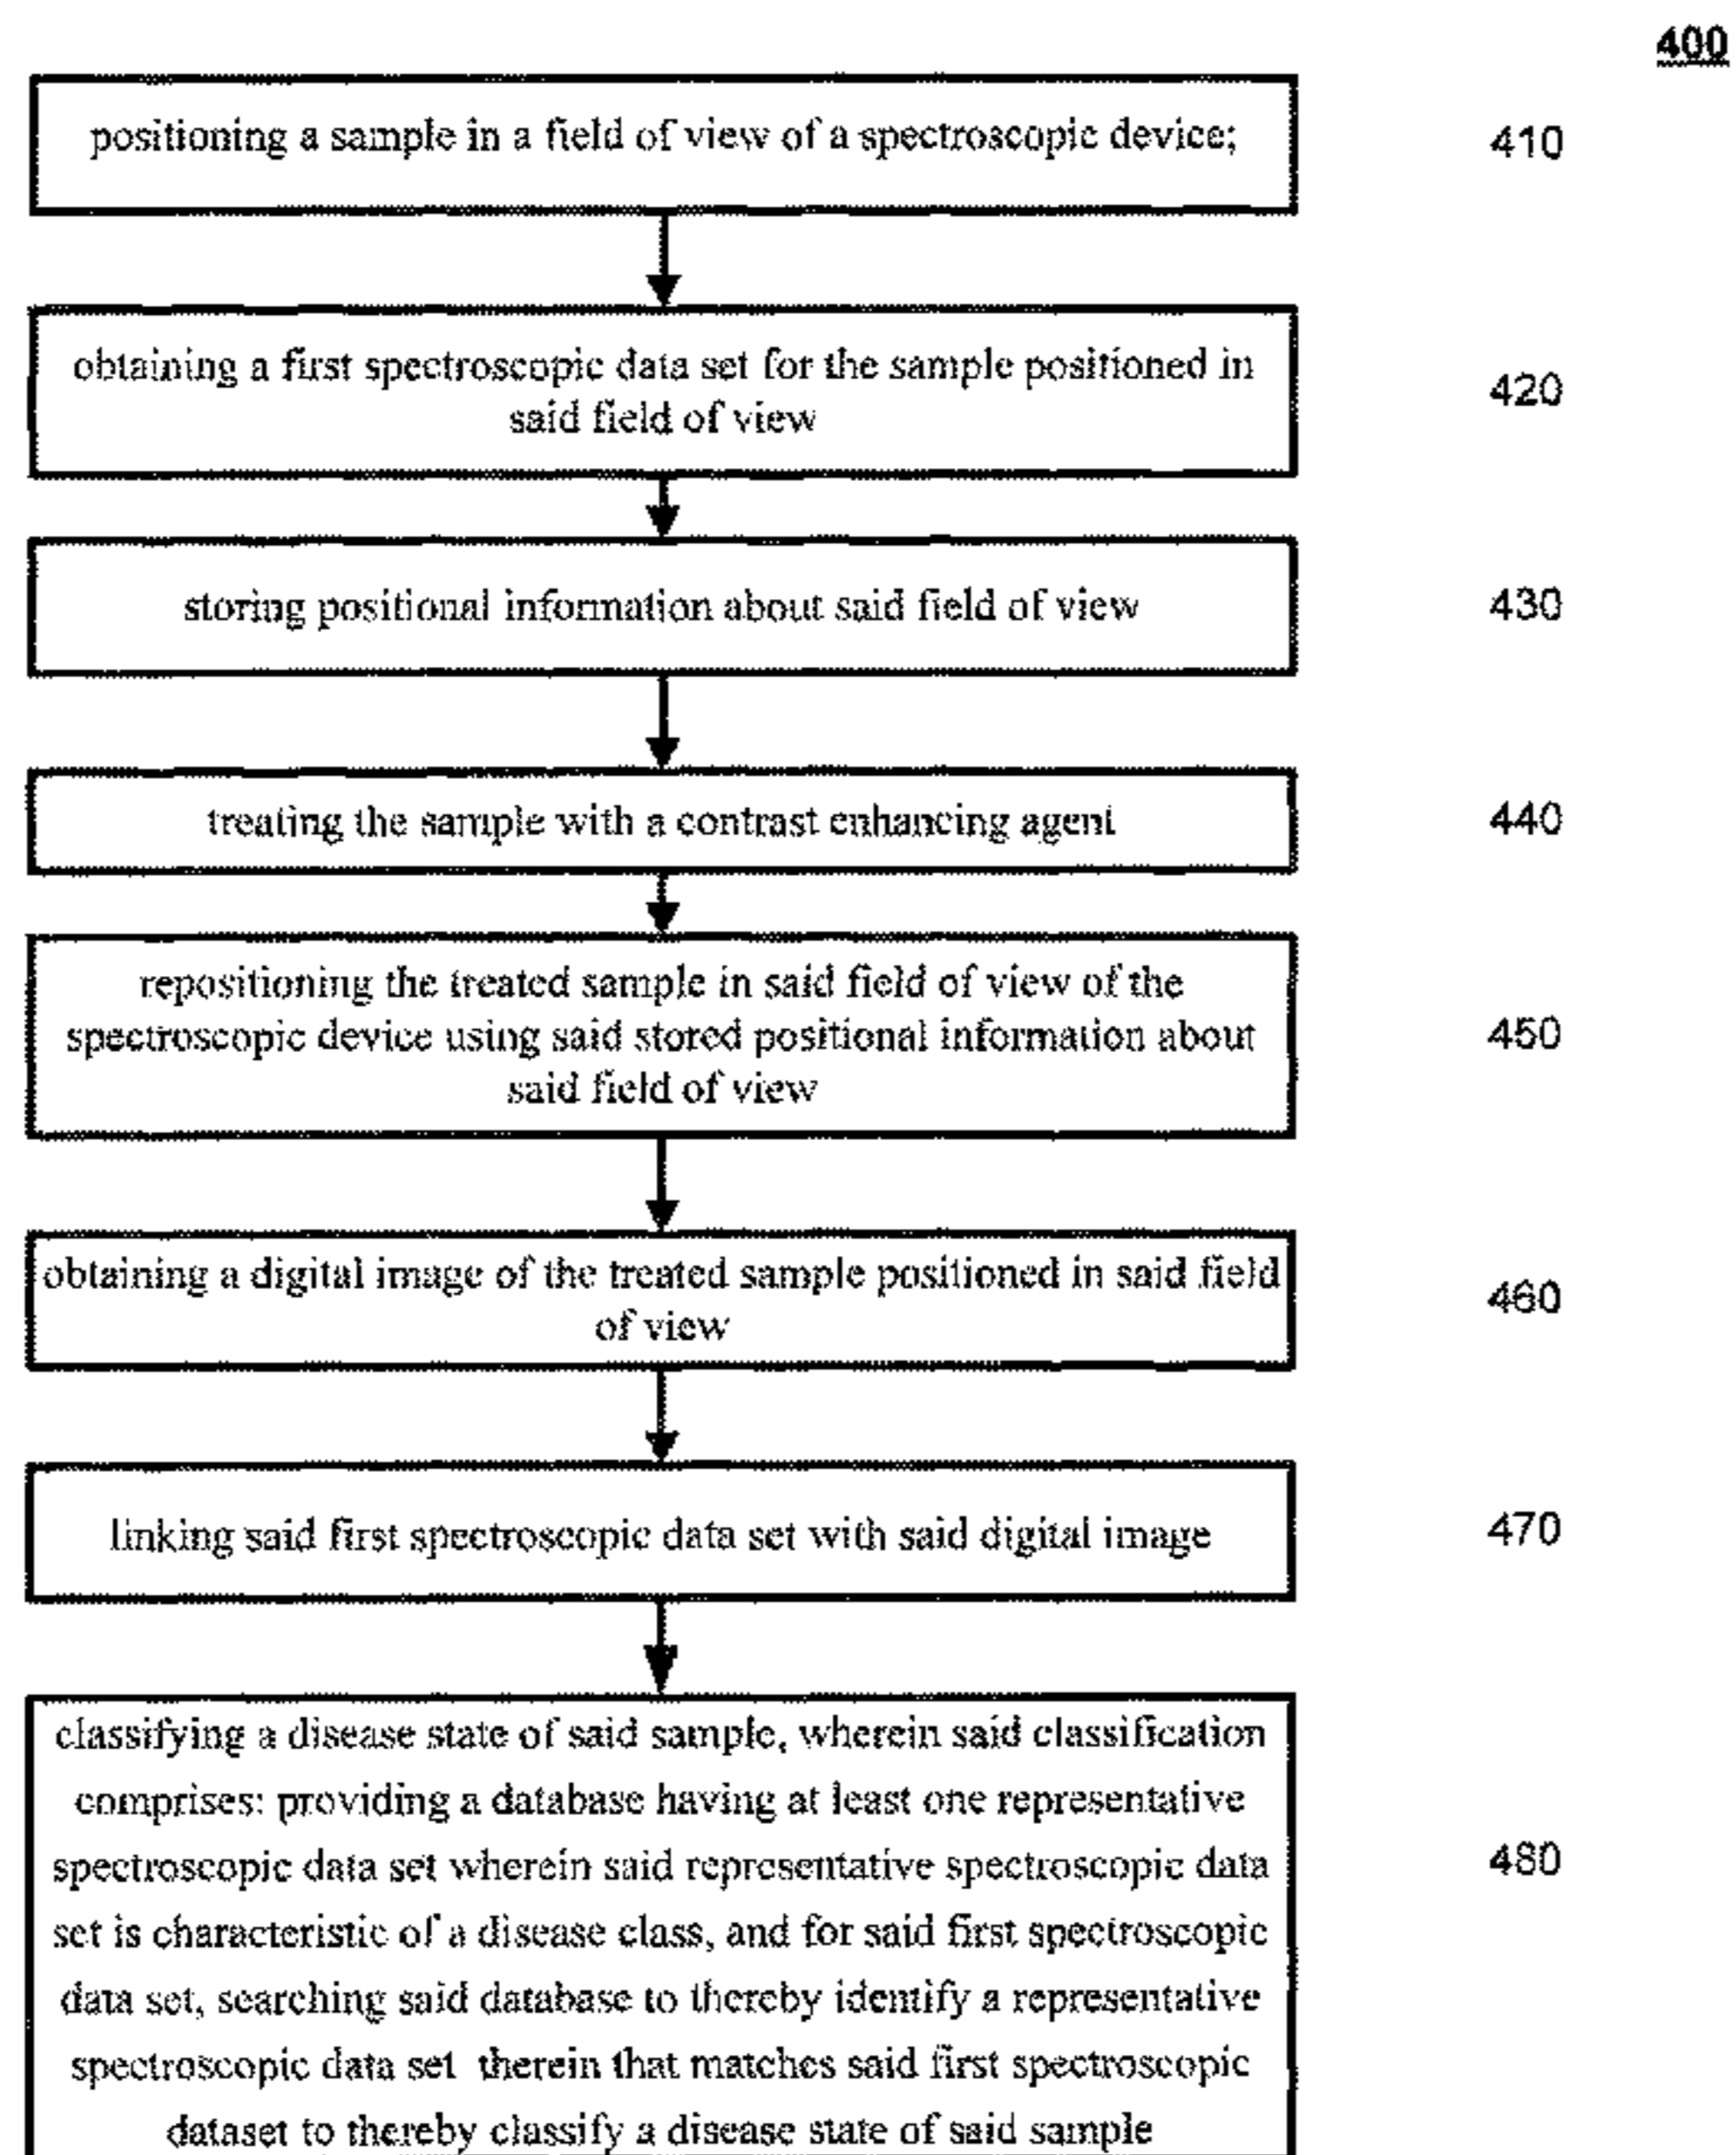 400
positioning a sample in a field of view of a spectroscopic device;
410
obtaining a first spectroscopic data set for the sample positioned in
said field of view
420
storing positional information about said field of view
430
treating the sample with a contrast enhancing agent
440
repositioning the treated sample in said field of view of the
spectroscopic device using said stored positional information about
said field of view
450
obtaining a digital image of the treated sample positioned in said field
of view
460
linking said first spectroscopic data set with said digital image
470
classifying a disease state of said sample, wherein said classification
comprises: providing a database having at least one representative
spectroscopic data set wherein said representative spectroscopic data
set is characteristic of a disease class, and for said first spectroscopic
data set, searching said database to thereby identify a representative
spectroscopic data set therein that matches said first spectroscopic
dataset to thereby classify a disease state of said sample
480